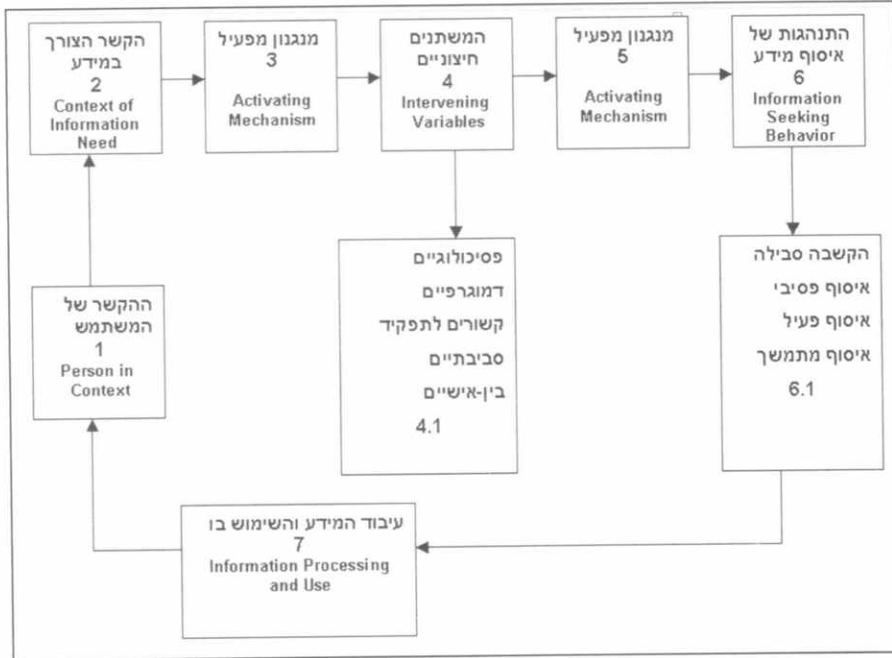 הקשר הצורך
במידע
2
Context of
Information
Need
מנגנון מפעיל
3
Activating
Mechanism
המשתנים
חיצוניים
4
Intervening
Variables
מנגנון מפעיל
5
Activating
Mechanism
התנהגות של
איסוף מידע
6
Information
Seeking
Behavior
ההקשר של
המשתמש
1
Person in
Context
פסיכולוגיים
דמוגרפיים
קשורים לתפקיד
סביבתיים
בין-אישיים
4.1
הקשבה סבילה
איסוף פסיבי
איסוף פעיל
איסוף מתמשך
6.1
עיבוד המידע והשימוש בו
7
Information Processing
and Use